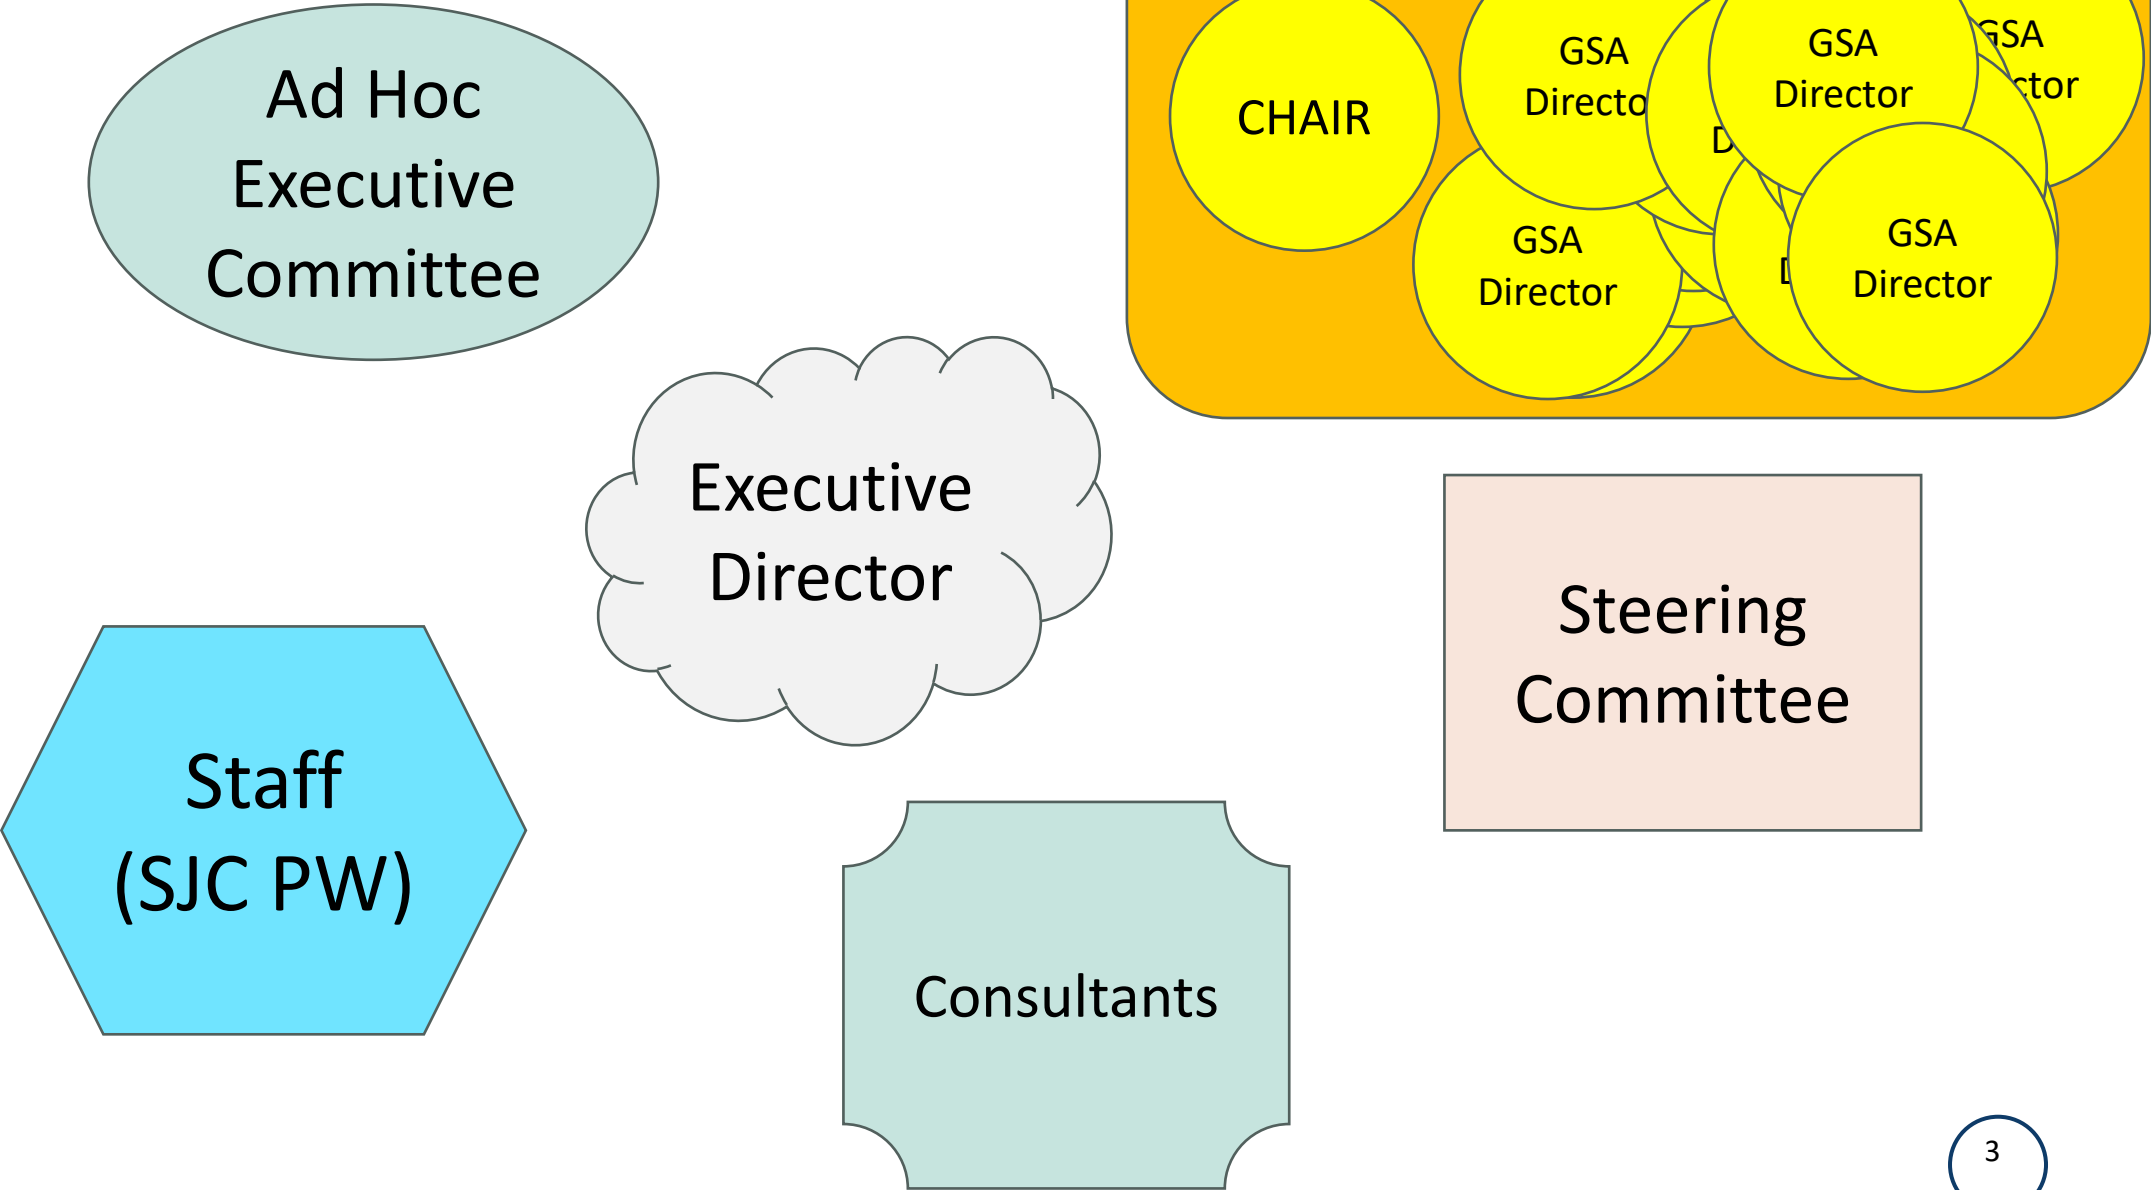 Ad Hoc
Executive
Committee
CHAIR
GSA
GSA
Director
GSA
GSA
Director
GSA
Director
Executive
Director
Steering
Committee
Staff
(SJC PW)
Consultants
3